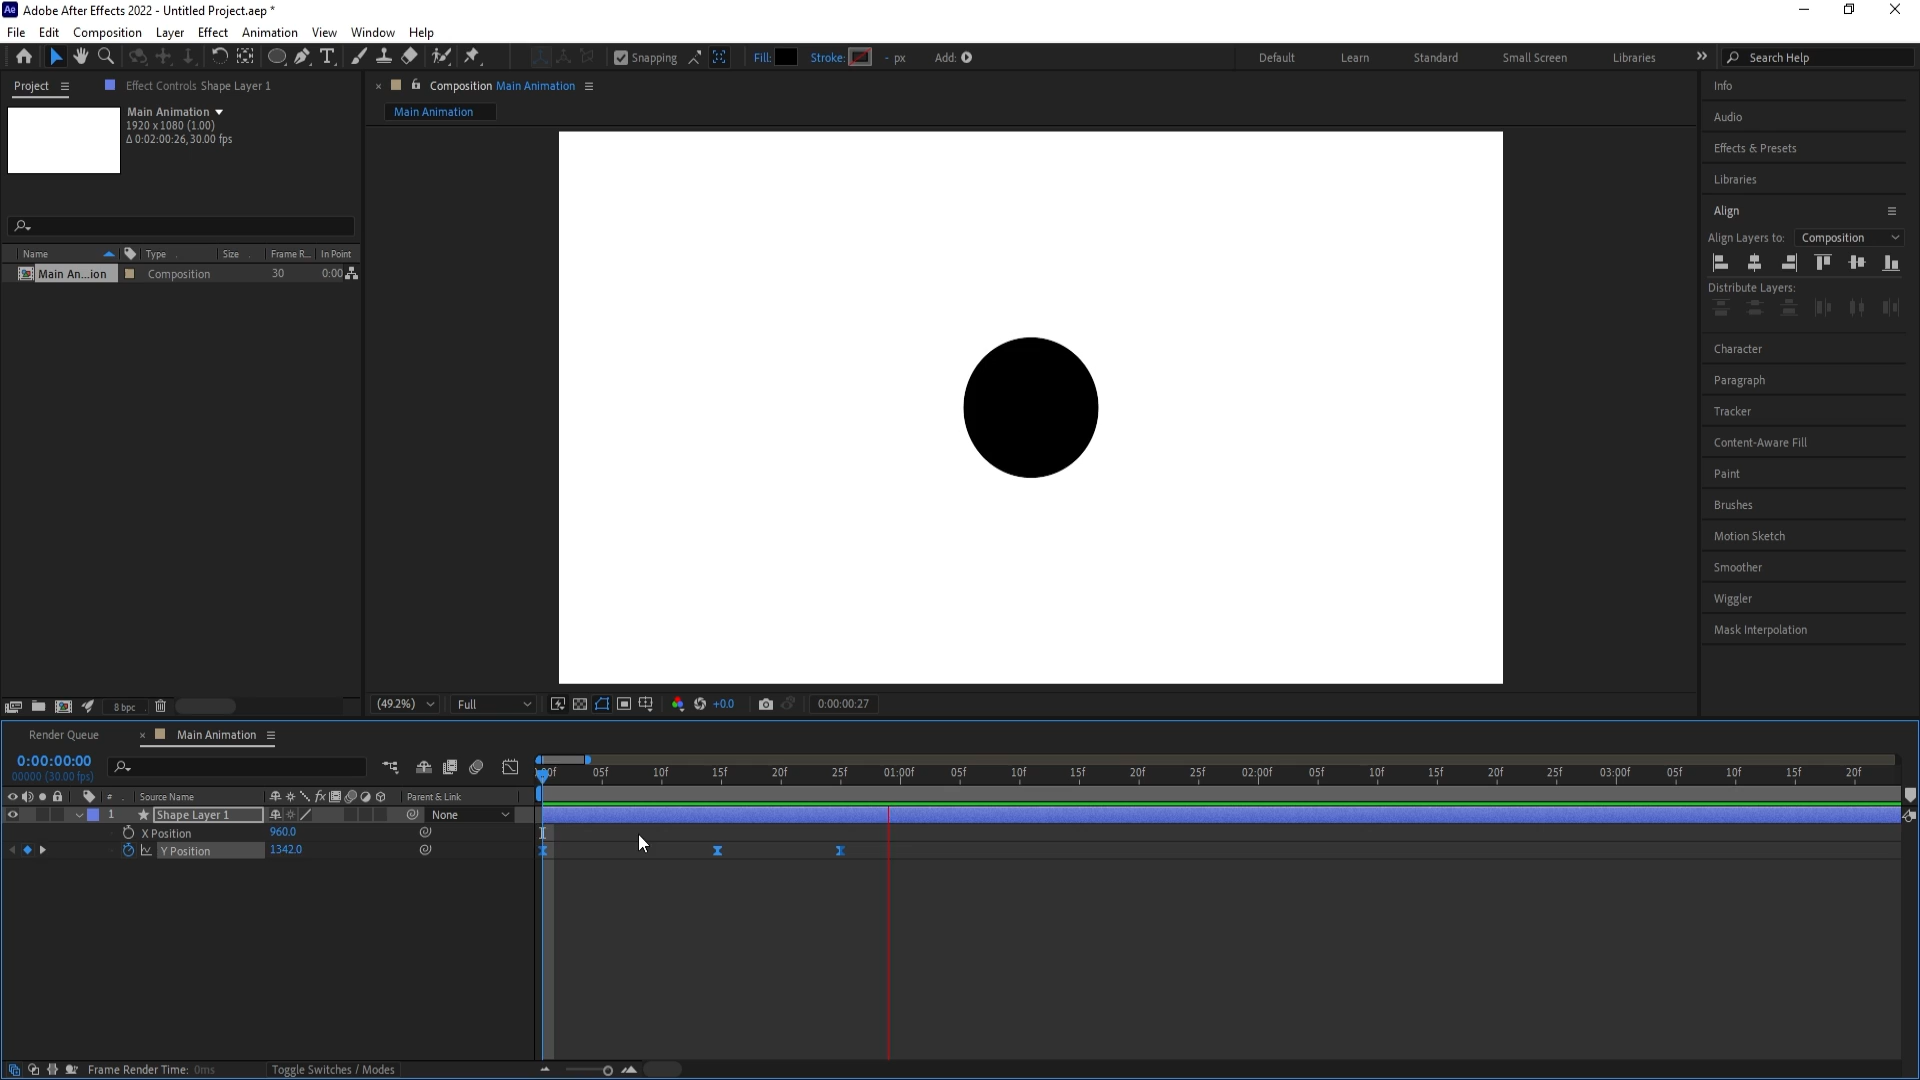 Ae Adobe After Effects 2022 - Untitled Project.aep *
File Edit Composition Layer Effect Animation View Window Help
Snapping Fill: Stroke: - px Add: Default Learn Standard Small Screen Libraries Search Help
Project Effect Controls Shape Layer 1
Composition Main Animation
Main Animation
Main Animation
1920 x 1080 (1.00)
Δ 0:02:00:26, 30.00 fps
Name Type Size Frame R... In Point
Main An...ion Composition 30 0:00
Info
Audio
Effects & Presets
Libraries
Align
Align Layers to: Composition
Distribute Layers:
Character
Paragraph
Tracker
Content-Aware Fill
Paint
Brushes
Motion Sketch
Smoother
Wiggler
Mask Interpolation
8 bpc
(49.2%) Full +0.0 0:00:00:27
Render Queue Main Animation
0:00:00:00
00000 (30.00 fps)
05f 10f 15f 20f 25f 01:00f 05f 10f 15f 20f 25f 02:00f 05f 10f 15f 20f 25f 03:00f 05f 10f 15f 20f
# Source Name fx Parent & Link
1 Shape Layer 1 None
X Position 960.0
Y Position 1342.0
Frame Render Time: 0ms Toggle Switches / Modes